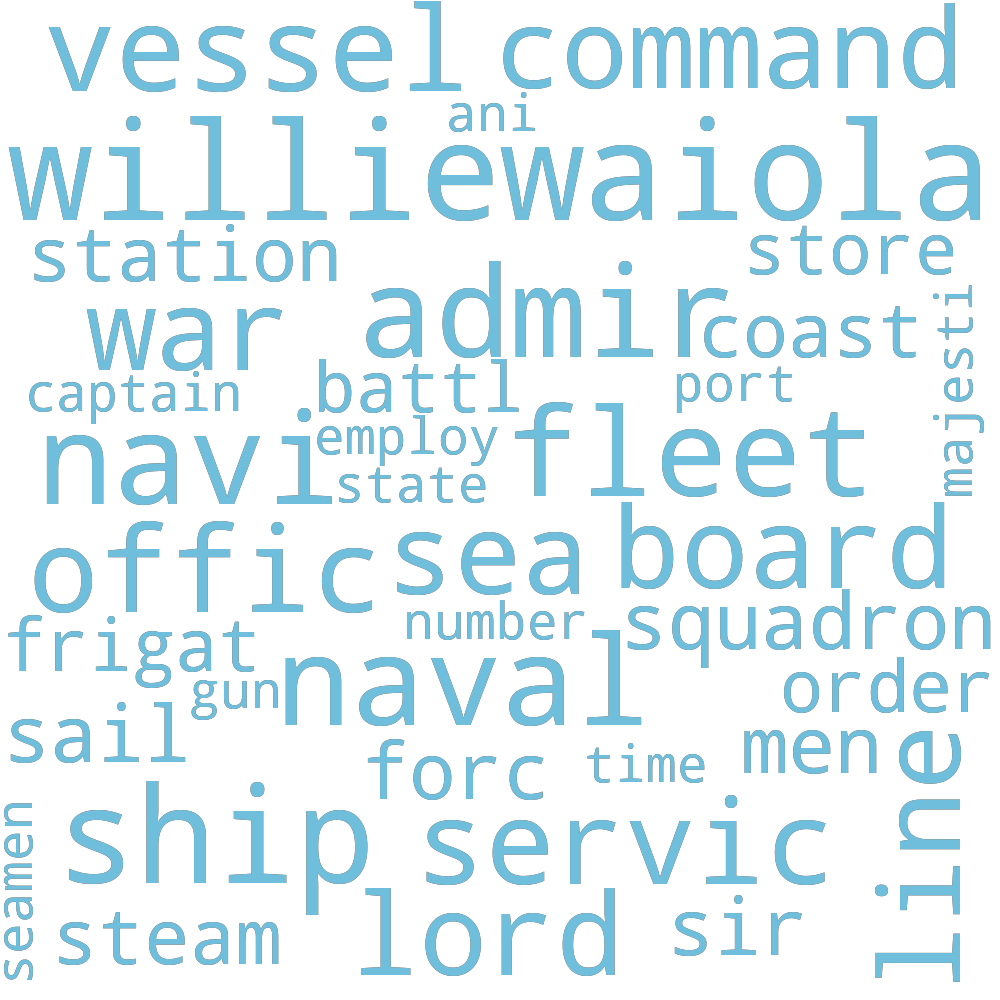 vessel command
ani
williewaiola
station store
war admir coast
majesti
captain battl port
navi employ fleet
state
offic sea board
number squadron
frigat naval
gun order
sail men
forc time line
ship servic
seamen
steam lord sir